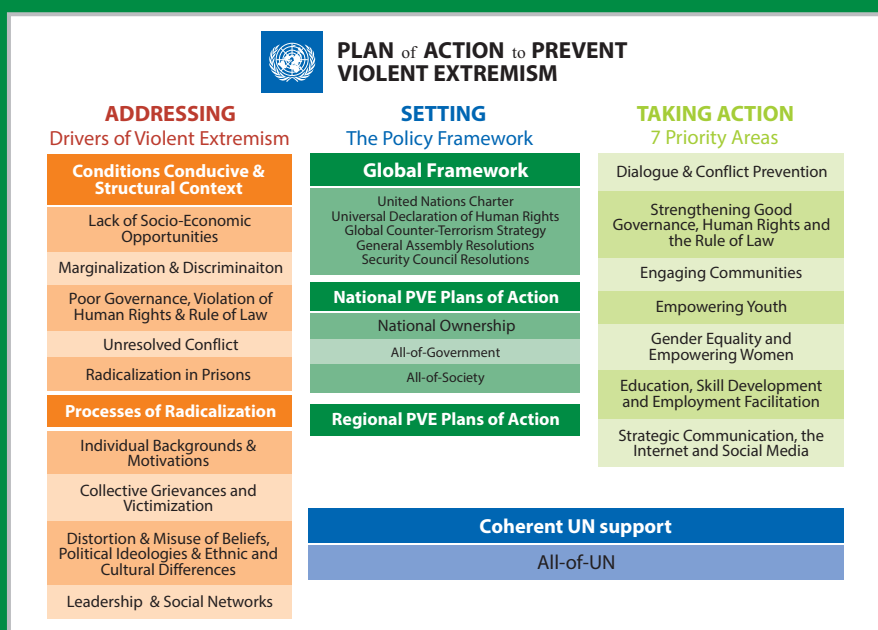 PLAN of ACTION to PREVENT
VIOLENT EXTREMISM
ADDRESSING
Drivers of Violent Extremism
Conditions Conducive &
Structural Context
Lack of Socio-Economic
Opportunities
Marginalization & Discriminaiton
Poor Governance, Violation of
Human Rights & Rule of Law
Unresolved Conflict
Radicalization in Prisons
Processes of Radicalization
Individual Backgrounds &
Motivations
Collective Grievances and
Victimization
Distortion & Misuse of Beliefs,
Political Ideologies & Ethnic and
Cultural Differences
Leadership & Social Networks
SETTING
The Policy Framework
Global Framework
United Nations Charter
Universal Declaration of Human Rights
Global Counter-Terrorism Strategy
General Assembly Resolutions
Security Council Resolutions
National PVE Plans of Action
National Ownership
All-of-Government
All-of-Society
Regional PVE Plans of Action
TAKING ACTION
7 Priority Areas
Dialogue & Conflict Prevention
Strengthening Good
Governance, Human Rights and
the Rule of Law
Engaging Communities
Empowering Youth
Gender Equality and
Empowering Women
Education, Skill Development
and Employment Facilitation
Strategic Communication, the
Internet and Social Media
Coherent UN support
All-of-UN